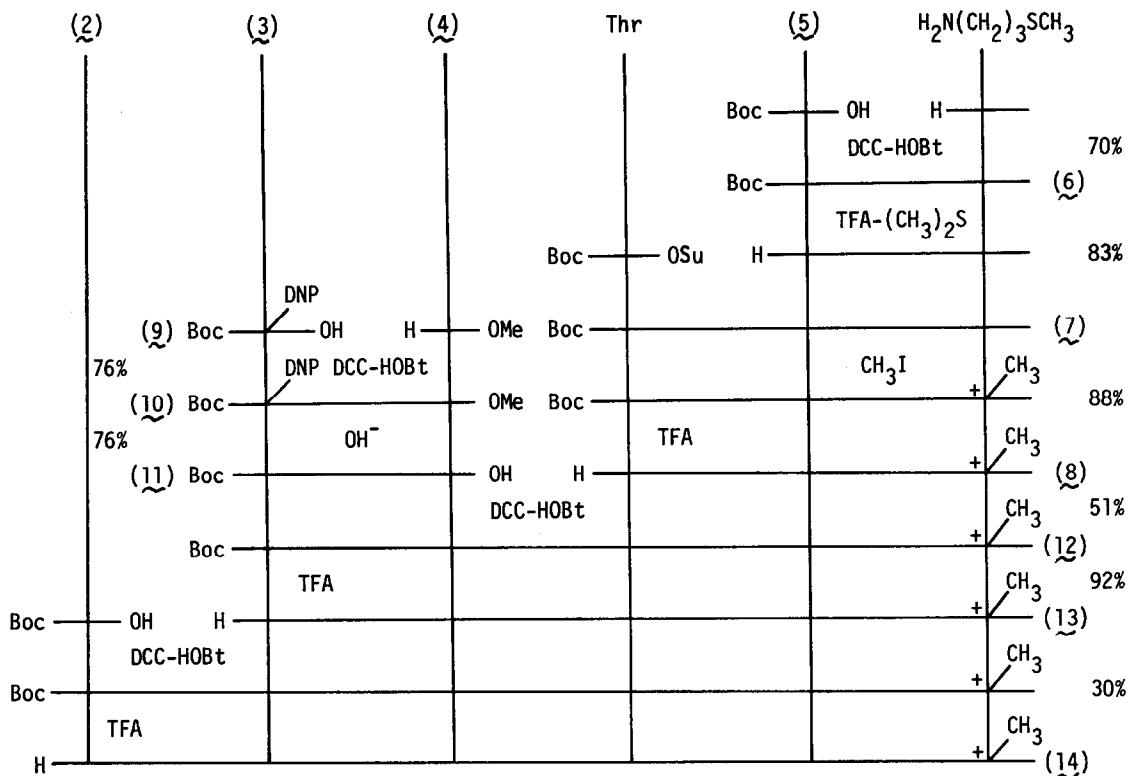 (2) (3) (4) Thr (5) H₂N(CH₂)₃SCH₃
Boc OH H
DCC-HOBt 70%
Boc (6)
TFA-(CH₃)₂S
Boc OSu H 83%
DNP
(9) Boc OH H OMe Boc (7)
76% DNP DCC-HOBt CH₃I CH₃
(10) Boc OMe Boc + 88%
76% OH⁻ TFA CH₃
(11) Boc OH H + (8)
DCC-HOBt CH₃ 51%
Boc + (12)
TFA CH₃ 92%
Boc OH H + (13)
DCC-HOBt CH₃
Boc + 30%
TFA CH₃
H + (14)